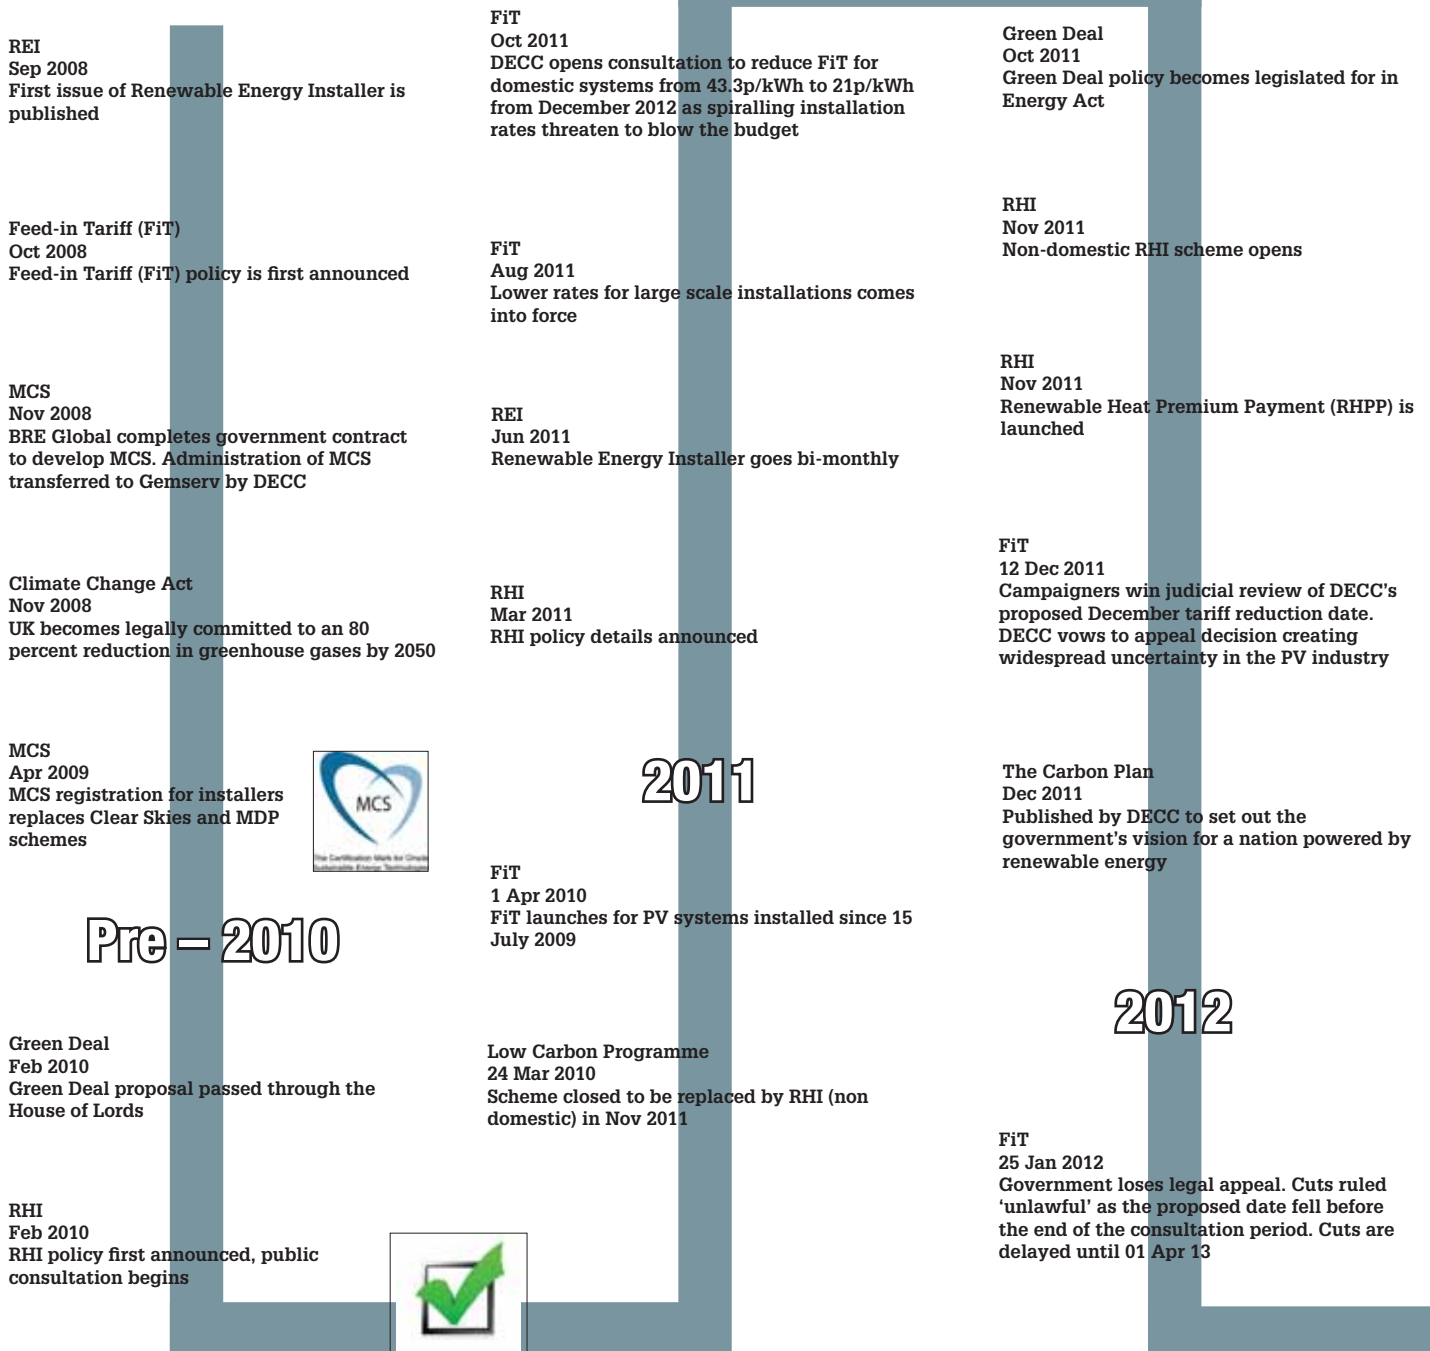 REI
Sep 2008
First issue of Renewable Energy Installer is
published
Feed-in Tariff (FiT)
Oct 2008
Feed-in Tariff (FiT) policy is first announced
MCS
Nov 2008
BRE Global completes government contract
to develop MCS. Administration of MCS
transferred to Gemserv by DECC
Climate Change Act
Nov 2008
UK becomes legally committed to an 80
percent reduction in greenhouse gases by 2050
MCS
Apr 2009
MCS registration for installers
replaces Clear Skies and MDP
schemes
MCS
The Certification Mark for Onsite
Sustainable Energy Technologies
Pre – 2010
Green Deal
Feb 2010
Green Deal proposal passed through the
House of Lords
RHI
Feb 2010
RHI policy first announced, public
consultation begins
FiT
Oct 2011
DECC opens consultation to reduce FiT for
domestic systems from 43.3p/kWh to 21p/kWh
from December 2012 as spiralling installation
rates threaten to blow the budget
FiT
Aug 2011
Lower rates for large scale installations comes
into force
REI
Jun 2011
Renewable Energy Installer goes bi-monthly
RHI
Mar 2011
RHI policy details announced
2011
FiT
1 Apr 2010
FiT launches for PV systems installed since 15
July 2009
Low Carbon Programme
24 Mar 2010
Scheme closed to be replaced by RHI (non
domestic) in Nov 2011
Green Deal
Oct 2011
Green Deal policy becomes legislated for in
Energy Act
RHI
Nov 2011
Non-domestic RHI scheme opens
RHI
Nov 2011
Renewable Heat Premium Payment (RHPP) is
launched
FiT
12 Dec 2011
Campaigners win judicial review of DECC’s
proposed December tariff reduction date.
DECC vows to appeal decision creating
widespread uncertainty in the PV industry
The Carbon Plan
Dec 2011
Published by DECC to set out the
government’s vision for a nation powered by
renewable energy
2012
FiT
25 Jan 2012
Government loses legal appeal. Cuts ruled
‘unlawful’ as the proposed date fell before
the end of the consultation period. Cuts are
delayed until 01 Apr 13